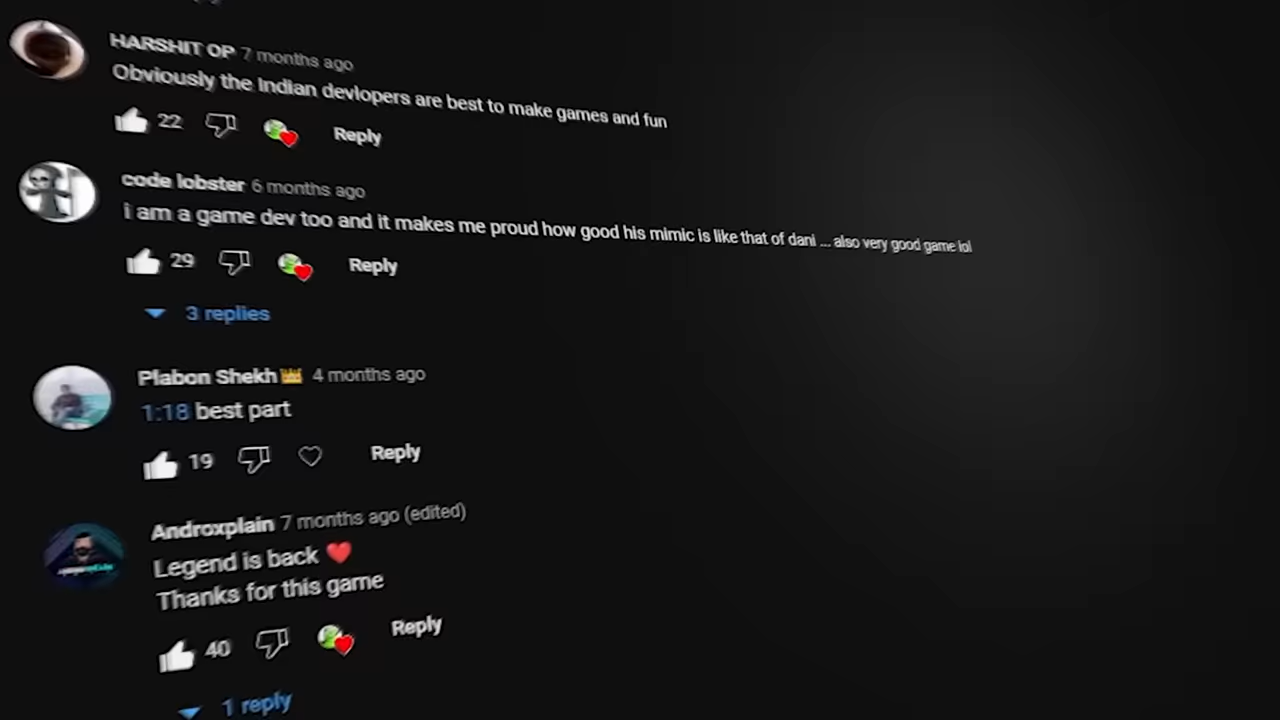 HARSHIT OP 7 months ago
Obviously the Indian devlopers are best to make games and fun
22 Reply
code lobster 6 months ago
i am a game dev too and it makes me proud how good his mimic is like that of dani ... also very good game lol
29 Reply
3 replies
Plabon Shekh👑 4 months ago
1:18 best part
19 Reply
Androxplain 7 months ago (edited)
Legend is back ❤️
Thanks for this game
40 Reply
1 reply